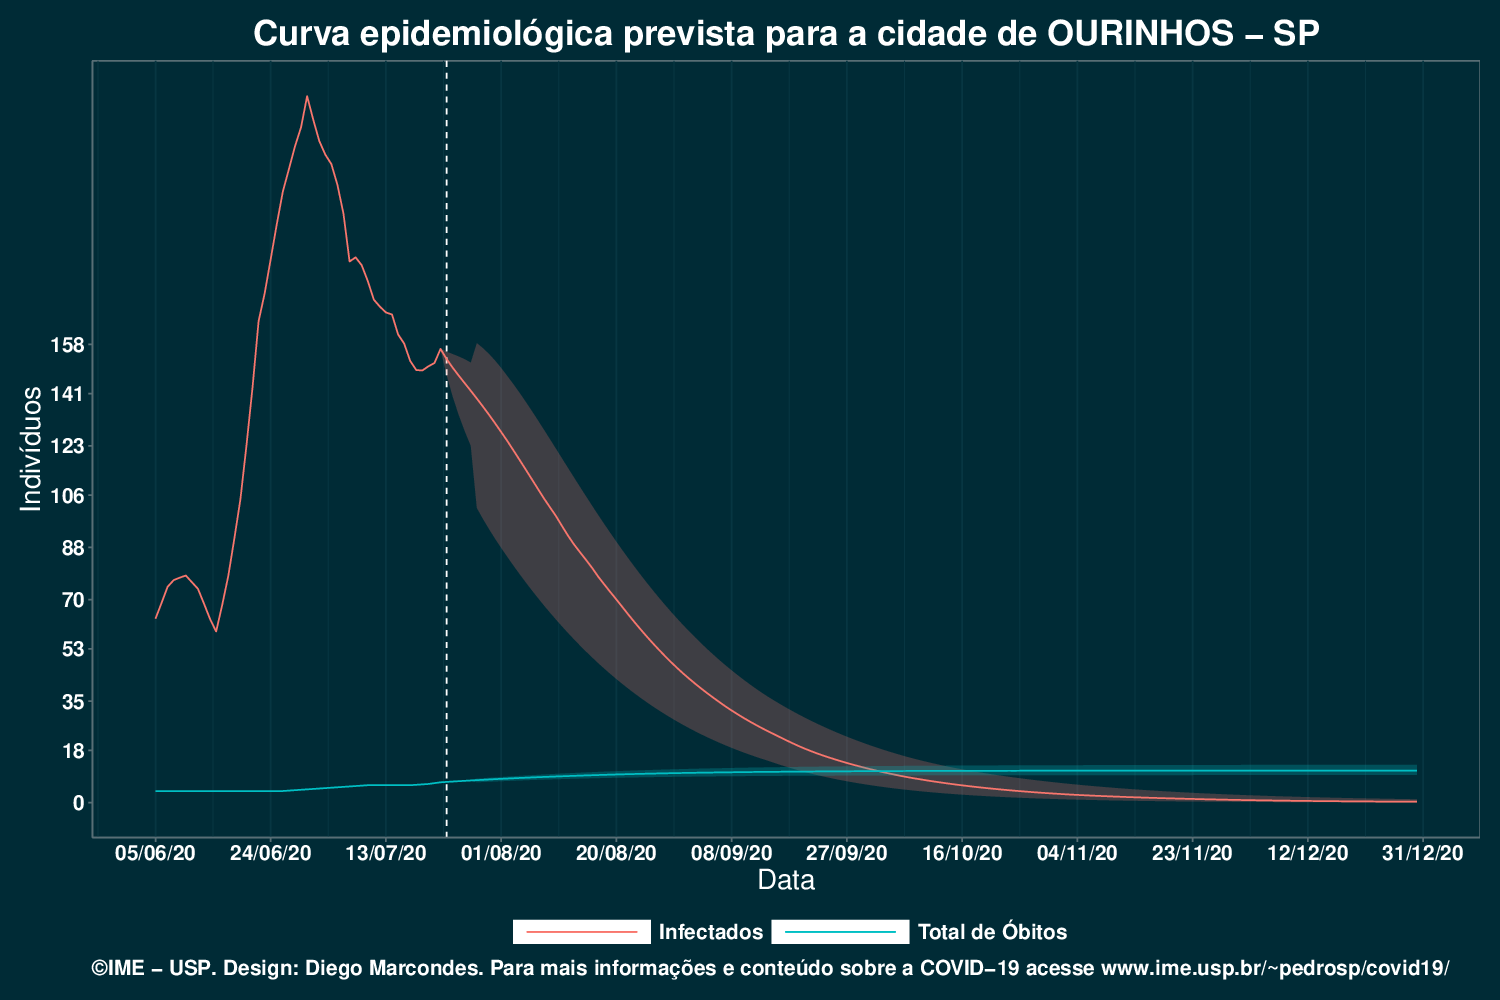 Curva epidemiológica prevista para a cidade de OURINHOS – SP
Indivíduos
158
141
123
106
88
70
53
35
18
0
05/06/20 24/06/20 13/07/20 01/08/20 20/08/20 08/09/20 27/09/20 16/10/20 04/11/20 23/11/20 12/12/20 31/12/20
Data
Infectados Total de Óbitos
©IME – USP. Design: Diego Marcondes. Para mais informações e conteúdo sobre a COVID–19 acesse www.ime.usp.br/~pedrosp/covid19/